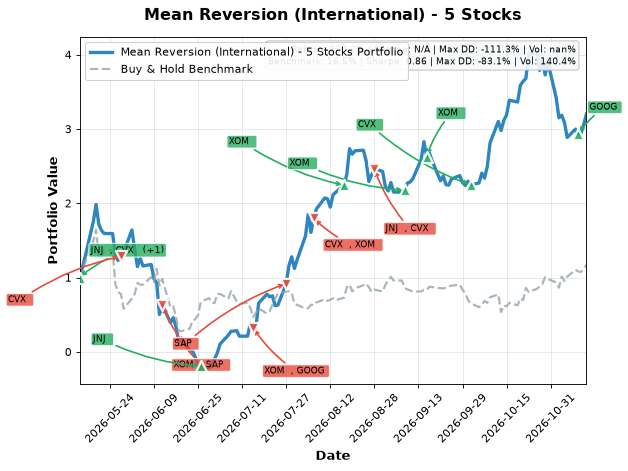 Mean Reversion (International) - 5 Stocks
Mean Reversion (International) - 5 Stocks Portfolio
Buy & Hold Benchmark
: N/A | Max DD: -111.3% | Vol: nan%
Benchmark: 16.5% | Sharpe: 0.86 | Max DD: -83.1% | Vol: 140.4%
Portfolio Value
4
3
2
1
0
GOOG
XOM
CVX
XOM
XOM
JNJ , CVX
CVX , XOM
JNJ , CVX (+1)
CVX
JNJ
SAP
XOM , SAP
XOM , GOOG
2026-05-24
2026-06-09
2026-06-25
2026-07-11
2026-07-27
2026-08-12
2026-08-28
2026-09-13
2026-09-29
2026-10-15
2026-10-31
Date